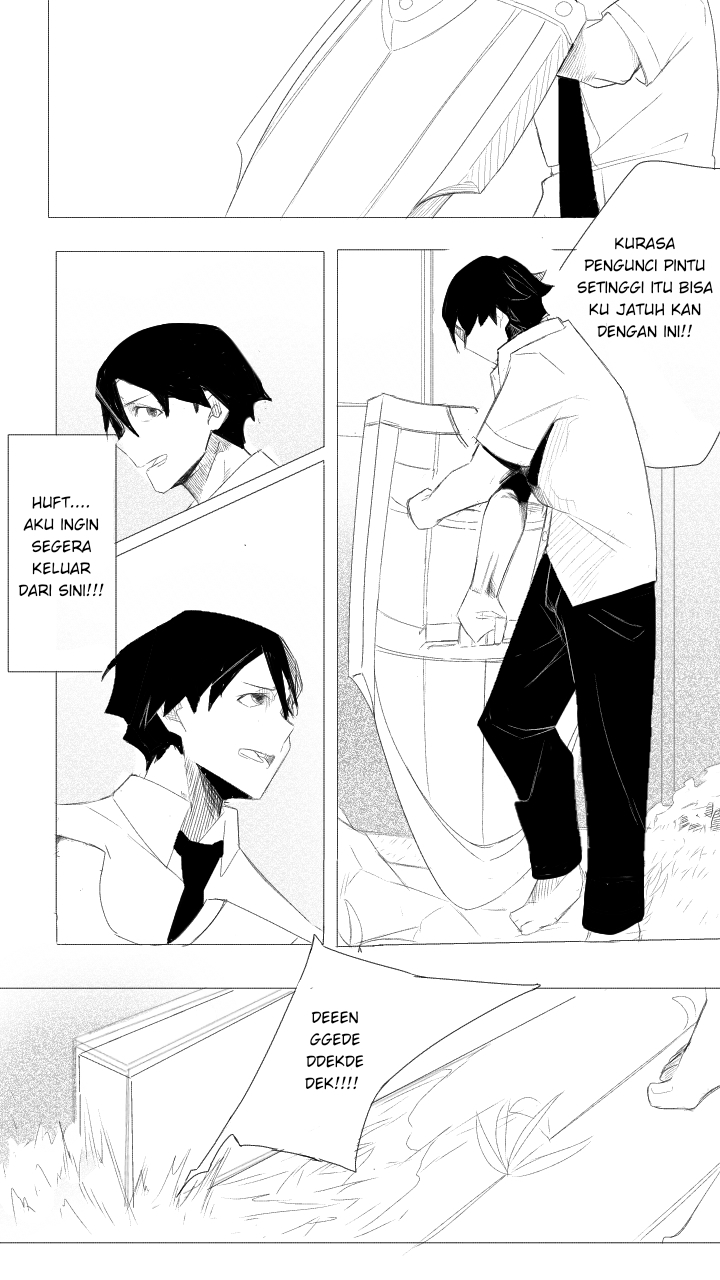 KURASA
PENGUNCI PINTU
SETINGGI ITU BISA
KU JATUH KAN
DENGAN INI!!
HUFT....
AKU INGIN
SEGERA
KELUAR
DARI SINI!!!
DEEEN
GGEDE
DDEKDE
DEK!!!!